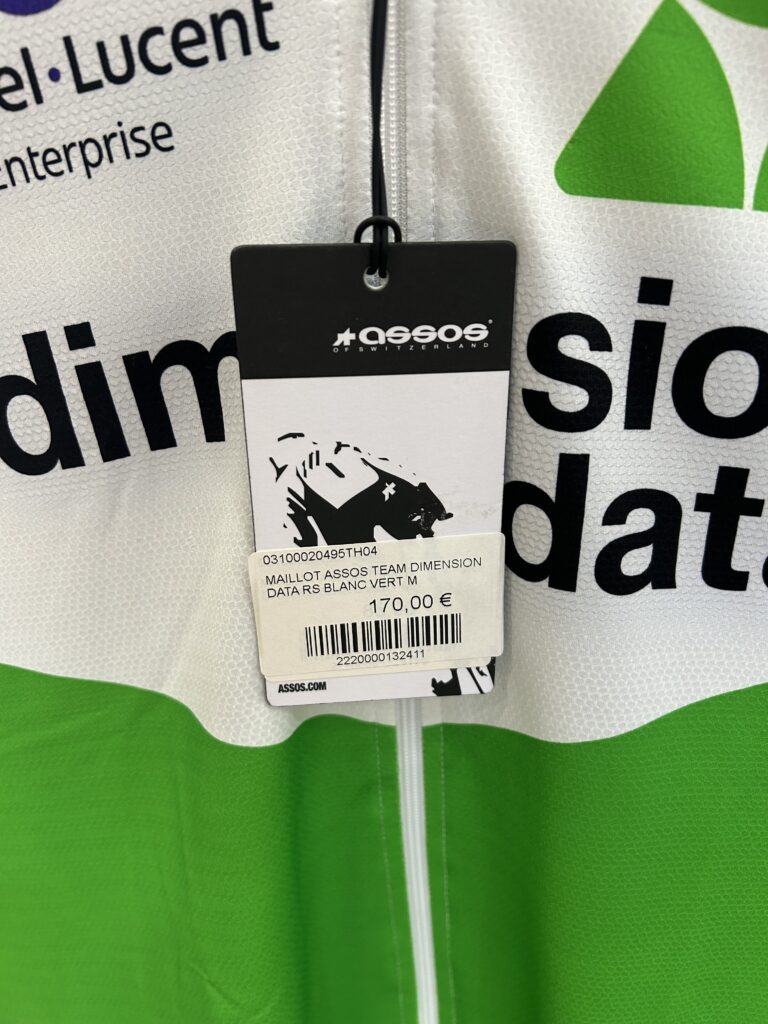 el·Lucent
Enterprise
assos
OF SWITZERLAND
dim sio
data
03100020495TH04
MAILLOT ASSOS TEAM DIMENSION
DATA RS BLANC VERT M
170,00 €
2220000132411
ASSOS.COM